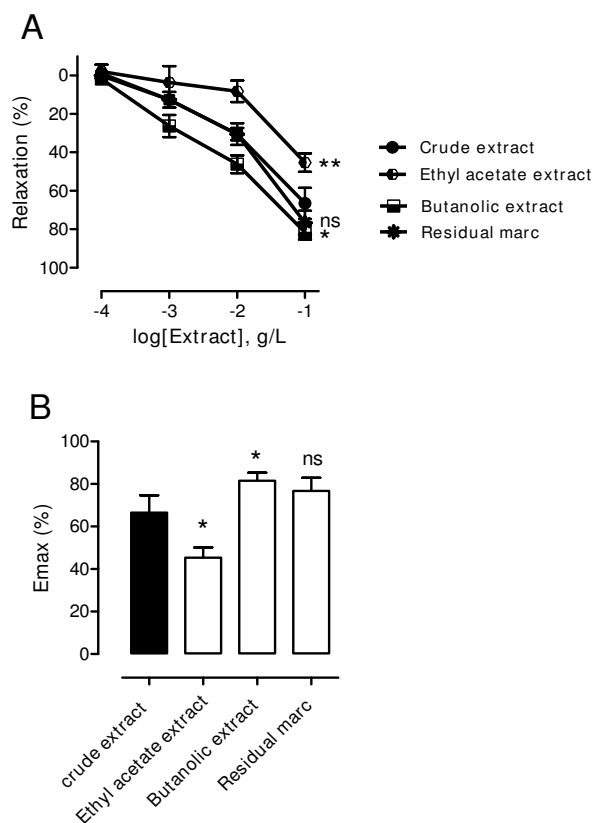 A
0
20
40
60
80
100
Relaxation (%)
**
ns
*
-4 -3 -2 -1
log[Extract], g/L
Crude extract
Ethyl acetate extract
Butanolic extract
Residual marc
B
100
80
60
40
20
0
Emax (%)
*
*
ns
crude extract
Ethyl acetate extract
Butanolic extract
Residual marc